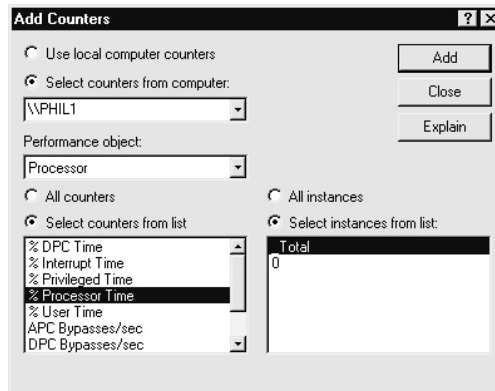 Add Counters
Use local computer counters
Select counters from computer:
\\PHIL1
Performance object:
Processor
All counters
Select counters from list
% DPC Time
% Interrupt Time
% Privileged Time
% Processor Time
% User Time
APC Bypasses/sec
DPC Bypasses/sec
Add
Close
Explain
All instances
Select instances from list:
_Total
0